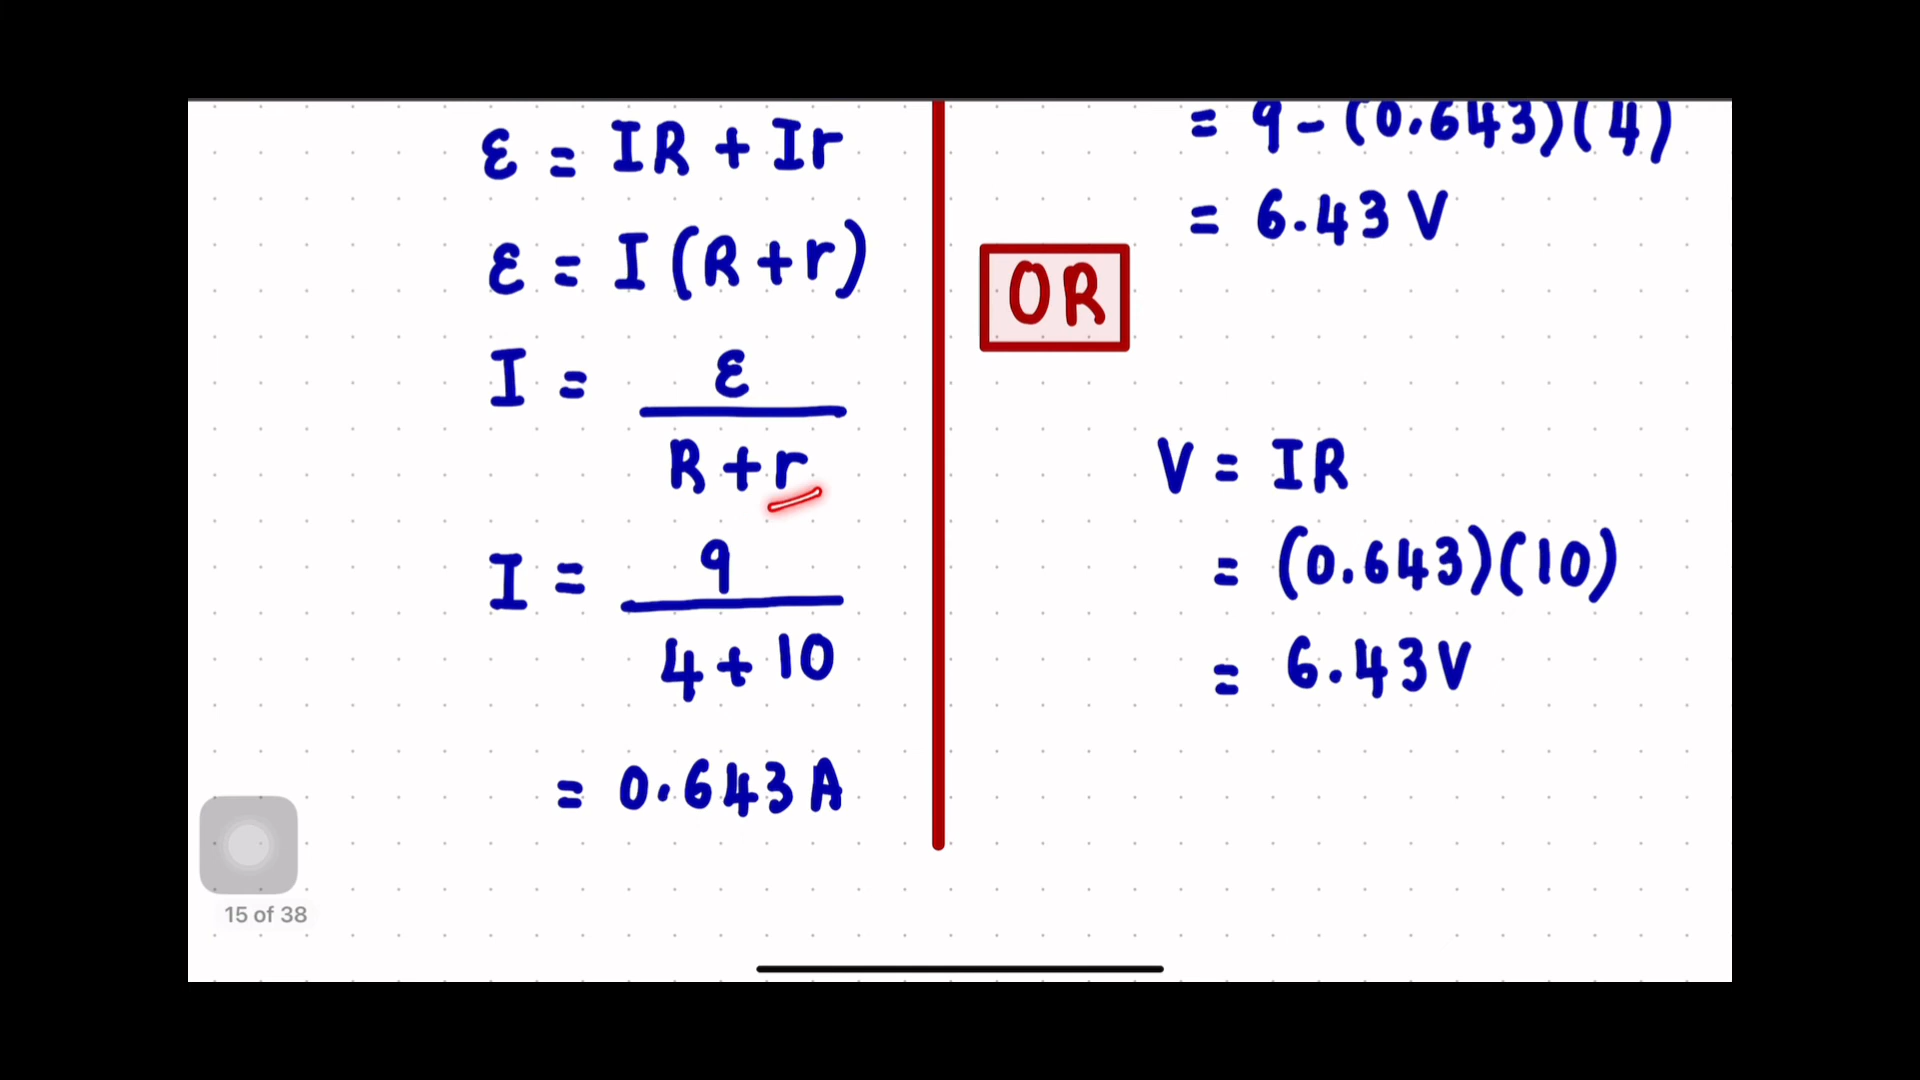 ε = IR + Ir
ε = I (R + r)
I = ε / R + r
I = 9 / 4 + 10
= 0.643 A
= 9 - (0.643)(4)
= 6.43 V
OR
V = IR
= (0.643)(10)
= 6.43 V
15 of 38